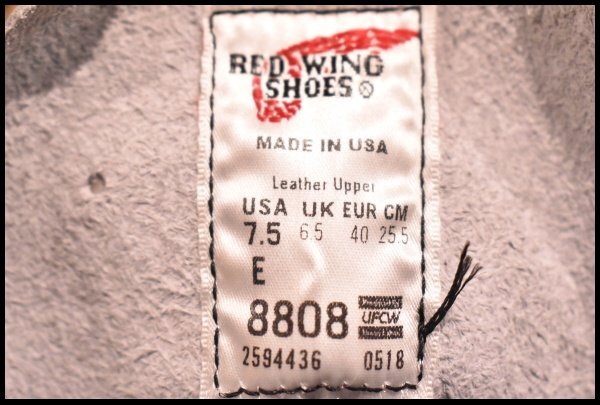 RED WING
SHOES ®
MADE IN USA
Leather Upper
USA UK EUR CM
7.5 6.5 40 25.5
E
8808 UFCW
2594436 0518